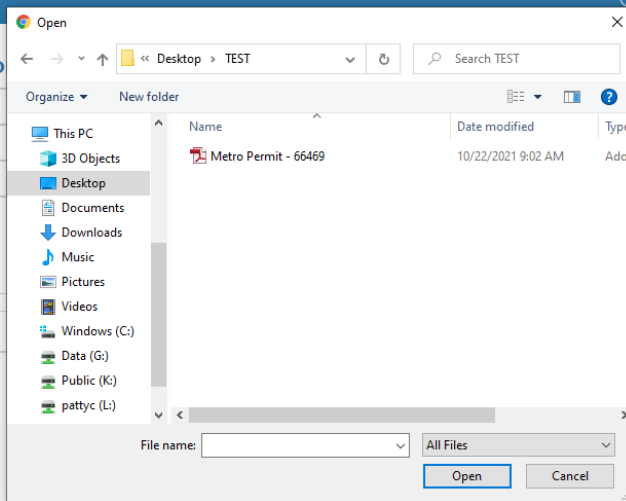 Open
« Desktop > TEST
Search TEST
Organize
New folder
Name
Date modified
Type
This PC
3D Objects
Desktop
Documents
Downloads
Music
Pictures
Videos
Windows (C:)
Data (G:)
Public (K:)
pattyc (L:)
Metro Permit - 66469
10/22/2021 9:02 AM
Ado
File name:
All Files
Open
Cancel